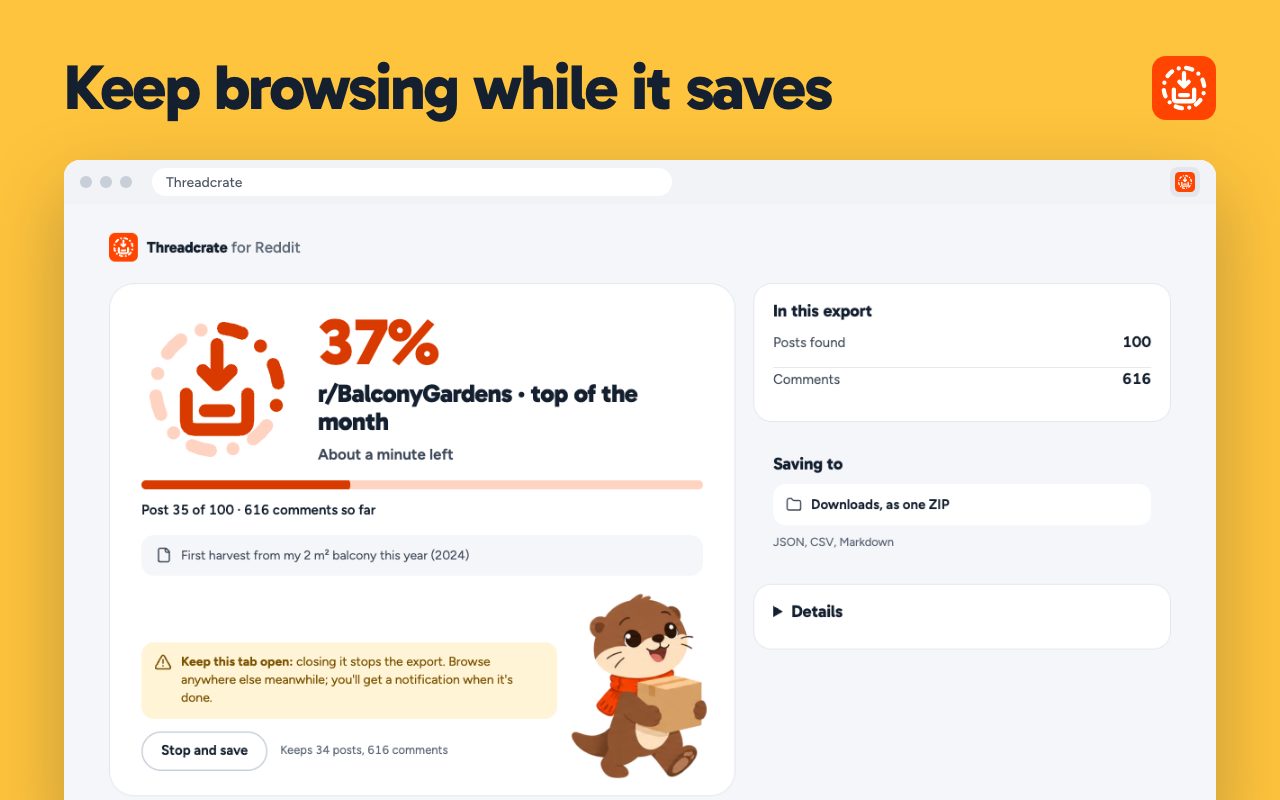 Keep browsing while it saves
Threadcrate
Threadcrate for Reddit
37%
r/BalconyGardens • top of the
month
About a minute left
Post 35 of 100 · 616 comments so far
First harvest from my 2 m² balcony this year (2024)
Keep this tab open: closing it stops the export. Browse
anywhere else meanwhile; you'll get a notification when it's
done.
Stop and save
Keeps 34 posts, 616 comments
In this export
Posts found 100
Comments 616
Saving to
Downloads, as one ZIP
JSON, CSV, Markdown
Details